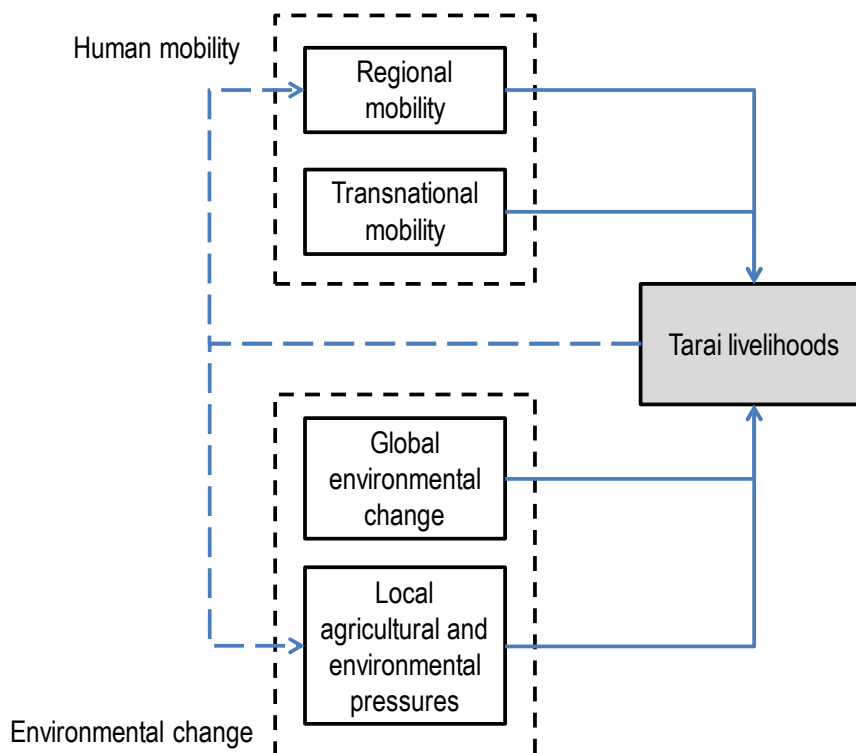 Human mobility
Regional
mobility
Transnational
mobility
Tarai livelihoods
Global
environmental
change
Local
agricultural and
environmental
pressures
Environmental change